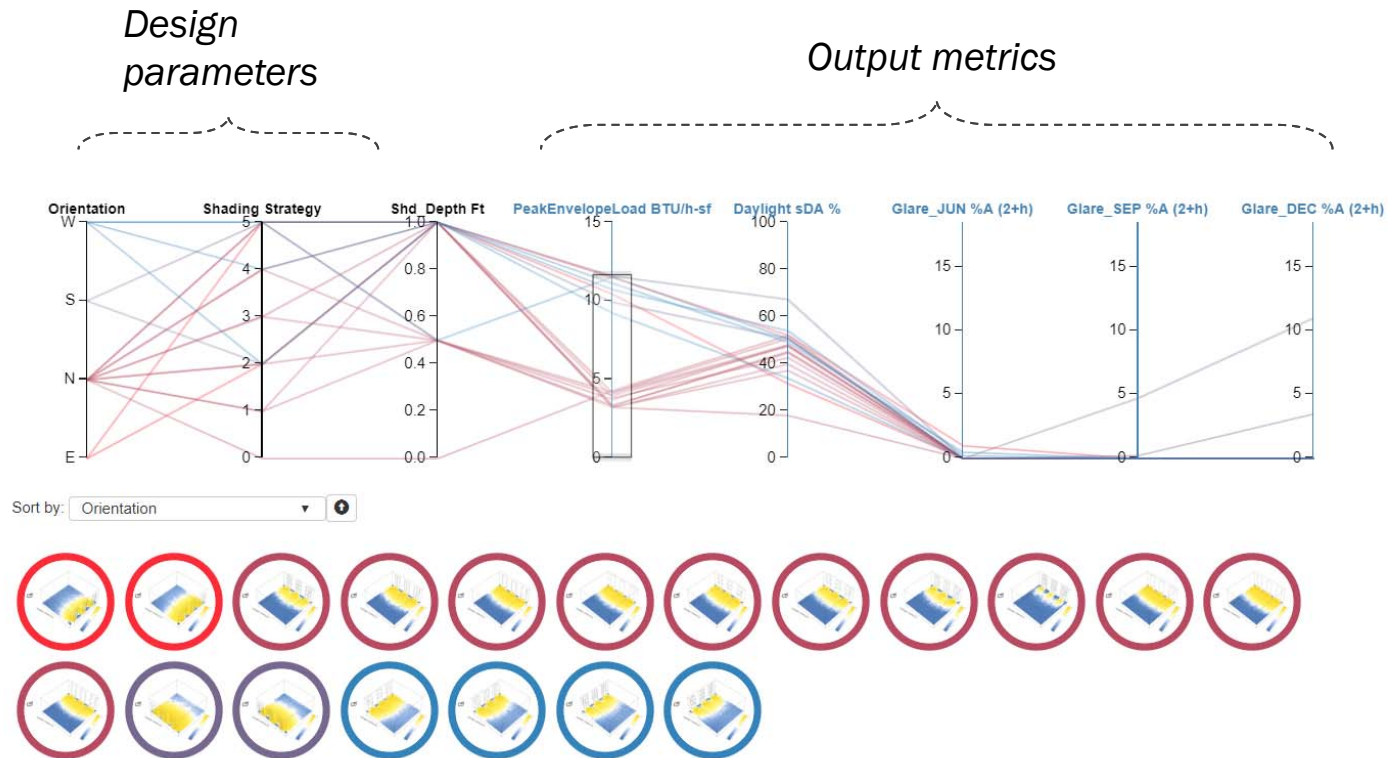 Design
parameters
Output metrics
Orientation
Shading Strategy
Shd_Depth Ft
PeakEnvelopeLoad BTU/h-sf
Daylight sDA %
Glare_JUN %A (2+h)
Glare_SEP %A (2+h)
Glare_DEC %A (2+h)
W
S
N
E
5
4
3
2
1
0
1.0
0.8
0.6
0.4
0.2
0.0
15
10
5
0
100
80
60
40
20
0
15
10
5
0
15
10
5
0
15
10
5
0
Sort by: Orientation